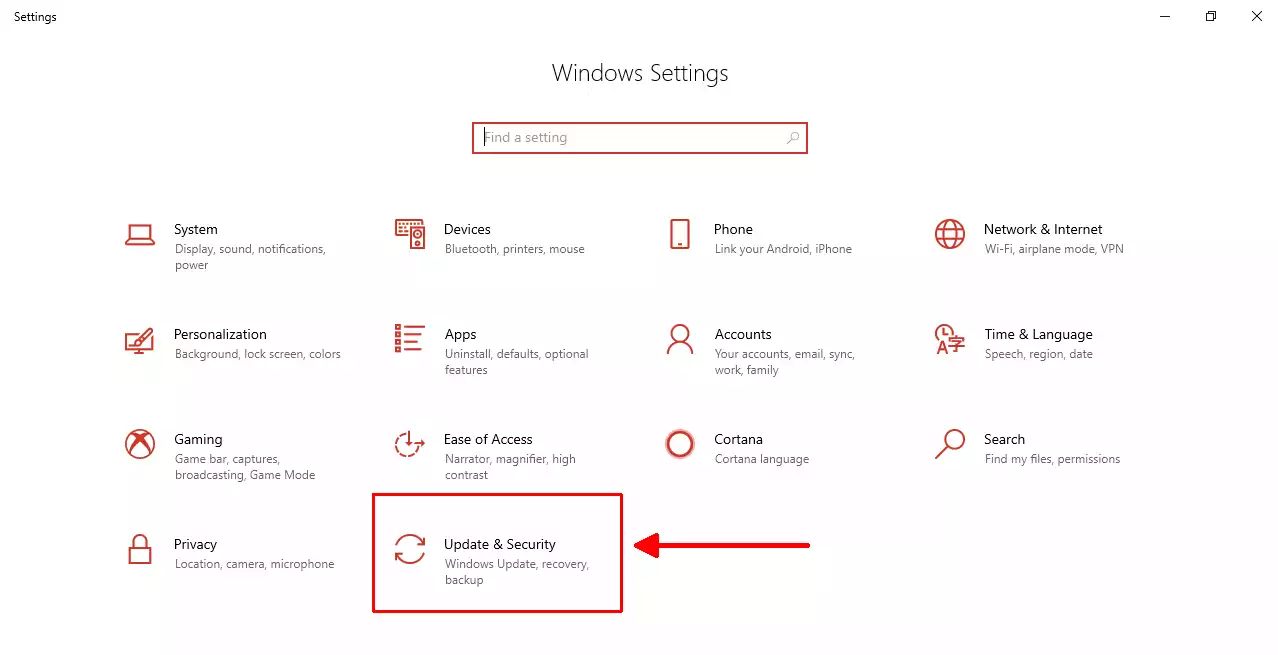 Settings
Windows Settings
Find a setting
System
Display, sound, notifications,
power
Devices
Bluetooth, printers, mouse
Phone
Link your Android, iPhone
Network & Internet
Wi-Fi, airplane mode, VPN
Personalization
Background, lock screen, colors
Apps
Uninstall, defaults, optional
features
Accounts
Your accounts, email, sync,
work, family
Time & Language
Speech, region, date
Gaming
Game bar, captures,
broadcasting, Game Mode
Ease of Access
Narrator, magnifier, high
contrast
Cortana
Cortana language
Search
Find my files, permissions
Privacy
Location, camera, microphone
Update & Security
Windows Update, recovery,
backup